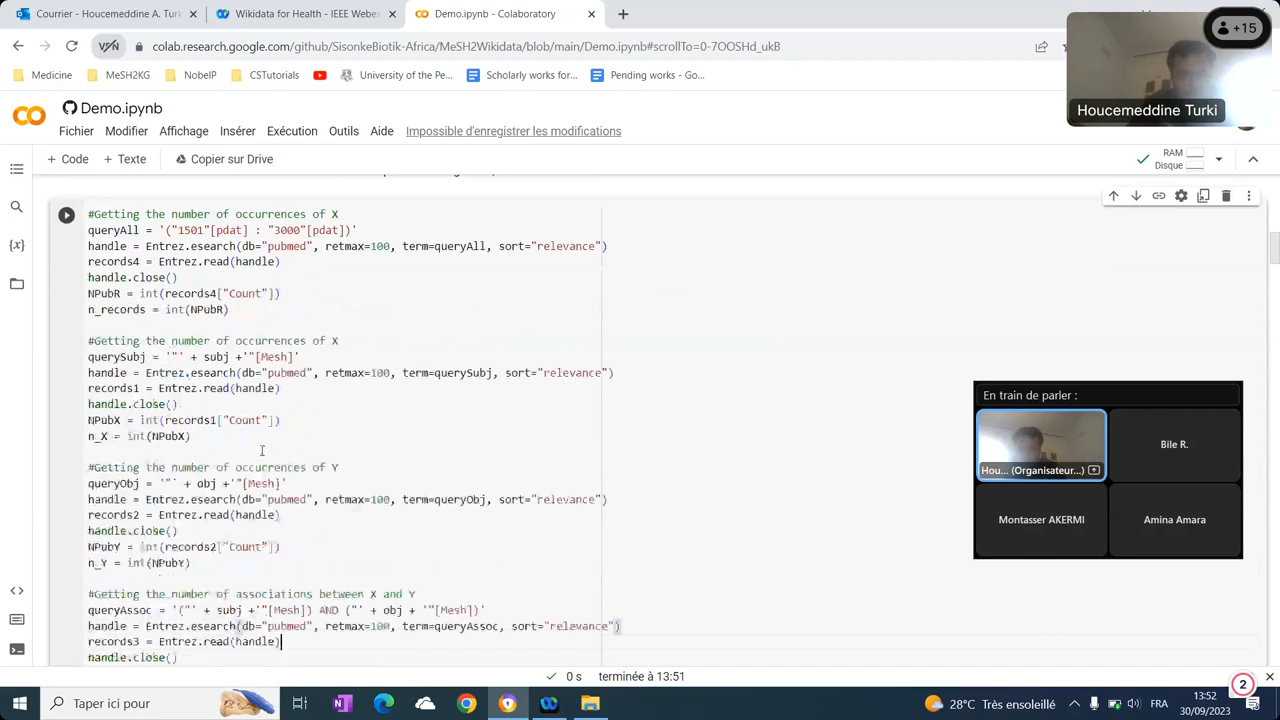 Courrier - Houcemeddine A. T.
Wikidata for Health - IEEE Webex
Demo.ipynb - Colaboratory
VPN
colab.research.google.com/github/SisonkeBiotik-Africa/MeSH2Wikidata/blob/main/Demo.ipynb#scrollTo=0-7OOSHd_ukB
+15
Medicine
MeSH2KG
NobelP
CSTutorials
University of the Pe...
Scholarly works for...
Pending works - Go...
Houcemeddine Turki
Demo.ipynb
Fichier
Modifier
Affichage
Insérer
Exécution
Outils
Aide
Impossible d'enregistrer les modifications
+ Code
+ Texte
Copier sur Drive
RAM
Disque
#Getting the number of occurrences of X
queryAll = '("1501"[pdat] : "3000"[pdat])'
handle = Entrez.esearch(db="pubmed", retmax=100, term=queryAll, sort="relevance")
records4 = Entrez.read(handle)
handle.close()
NPubR = int(records4["Count"])
n_records = int(NPubR)
#Getting the number of occurrences of X
querySubj = '"' + subj +'"[Mesh]'
handle = Entrez.esearch(db="pubmed", retmax=100, term=querySubj, sort="relevance")
records1 = Entrez.read(handle)
handle.close()
NPubX = int(records1["Count"])
n_X = int(NPubX)
#Getting the number of occurrences of Y
queryObj = '"' + obj +'"[Mesh]'
handle = Entrez.esearch(db="pubmed", retmax=100, term=queryObj, sort="relevance")
records2 = Entrez.read(handle)
handle.close()
NPubY = int(records2["Count"])
n_Y = int(NPubY)
#Getting the number of associations between X and Y
queryAssoc = '("' + subj +'"[Mesh]) AND ("' + obj +'"[Mesh])'
handle = Entrez.esearch(db="pubmed", retmax=100, term=queryAssoc, sort="relevance")
records3 = Entrez.read(handle)
handle.close()
En train de parler :
Hou... (Organisateur...)
Bile R.
Montasser AKERMI
Amina Amara
0 s
terminée à 13:51
2
Taper ici pour
28°C Très ensoleillé
FRA
13:52
30/09/2023